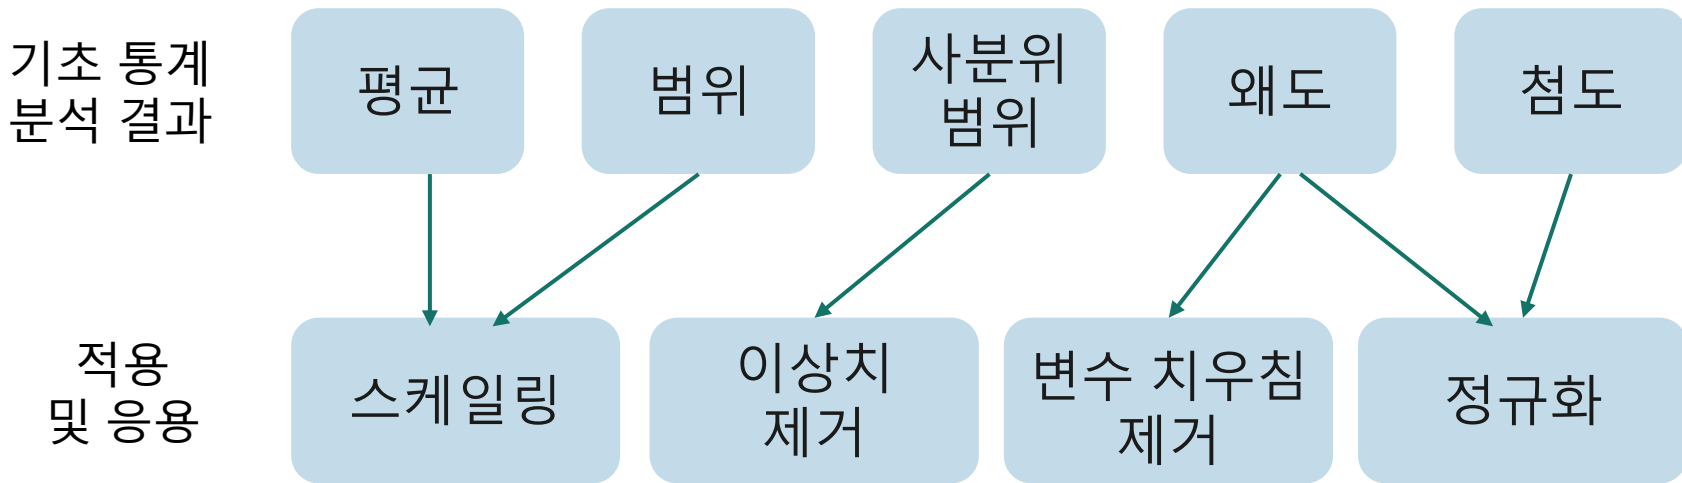 기초 통계
분석 결과
평균
범위
사분위
범위
왜도
첨도
적용
및 응용
스케일링
이상치
제거
변수 치우침
제거
정규화